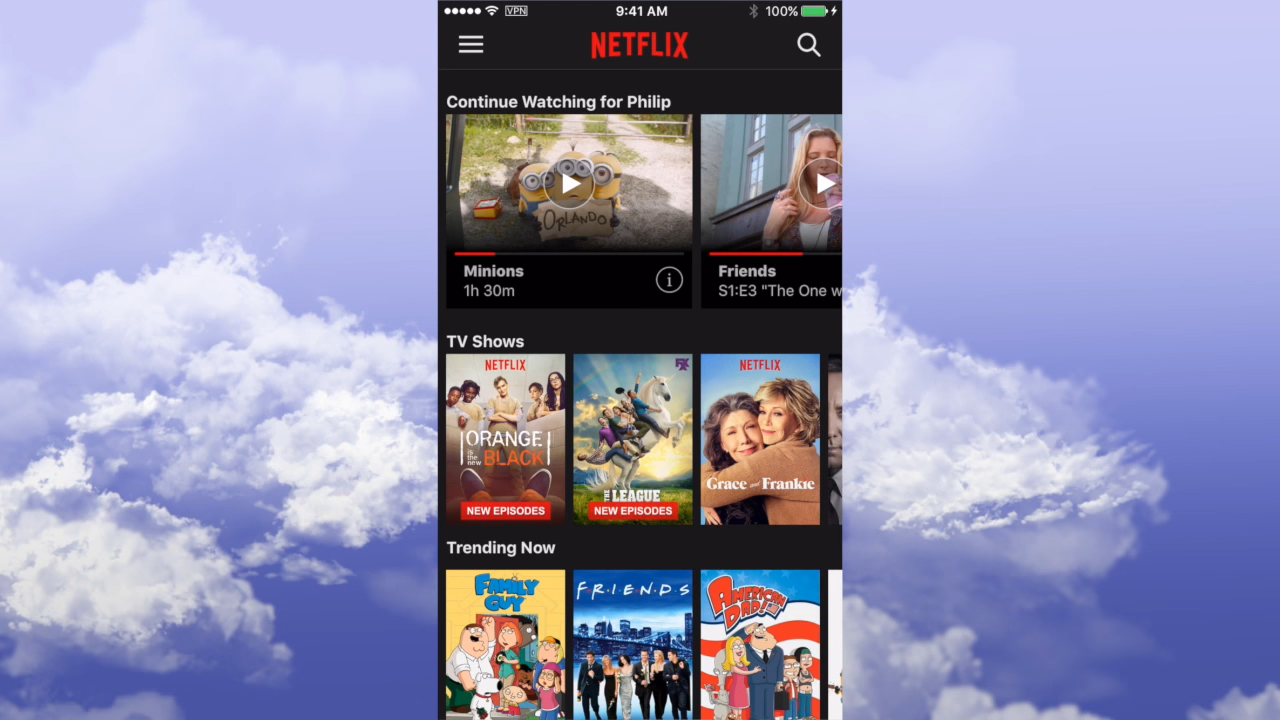 VPN 9:41 AM 100%
NETFLIX
Continue Watching for Philip
ORLANDO
Minions
1h 30m
Friends
S1:E3 "The One w
TV Shows
NETFLIX
ORANGE
is the new
BLACK
NEW EPISODES
FXX
THE LEAGUE
NEW EPISODES
NETFLIX
Grace and Frankie
Trending Now
FAMILY GUY
F·R·I·E·N·D·S
AMERICAN DAD!